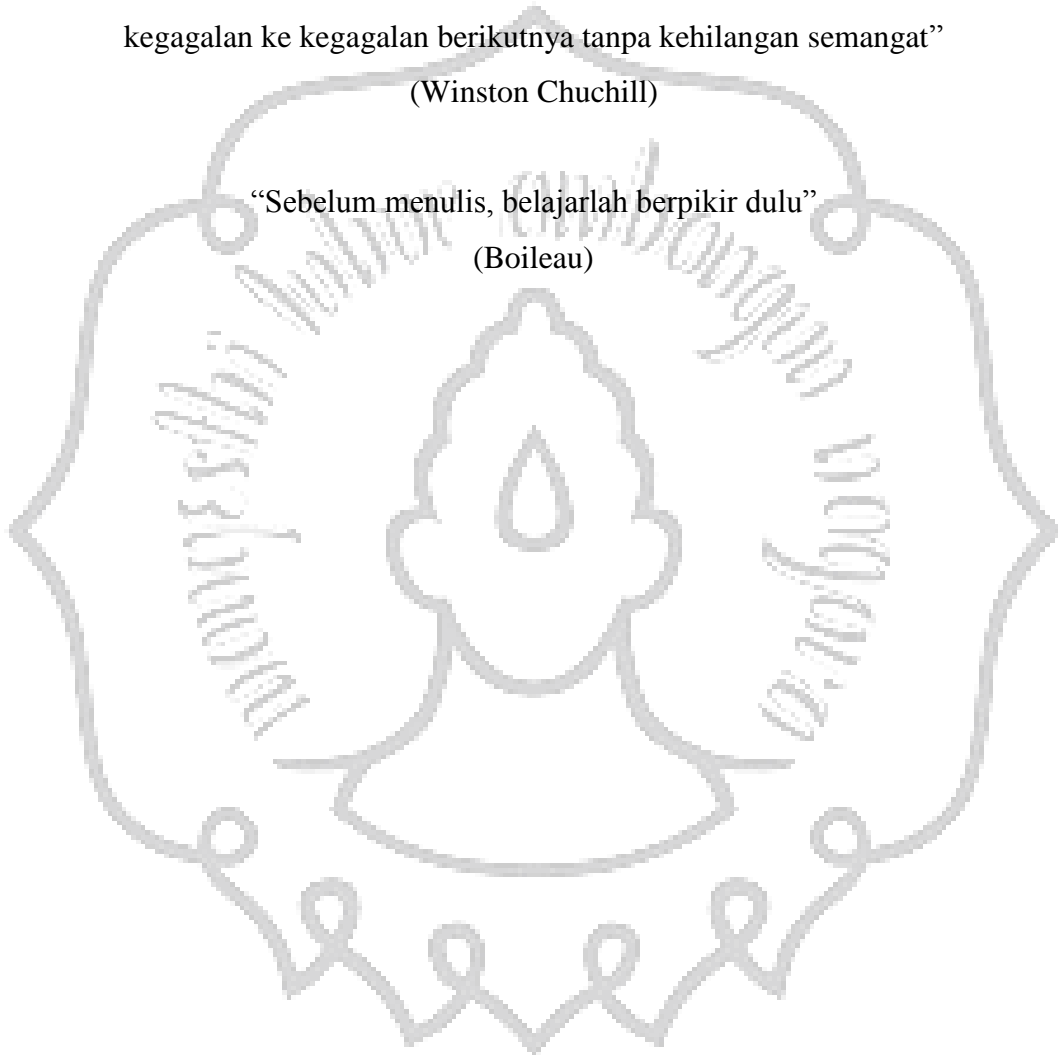 kegagalan ke kegagalan berikutnya tanpa kehilangan semangat”
(Winston Chuchill)
“Sebelum menulis, belajarlah berpikir dulu”
(Boileau)